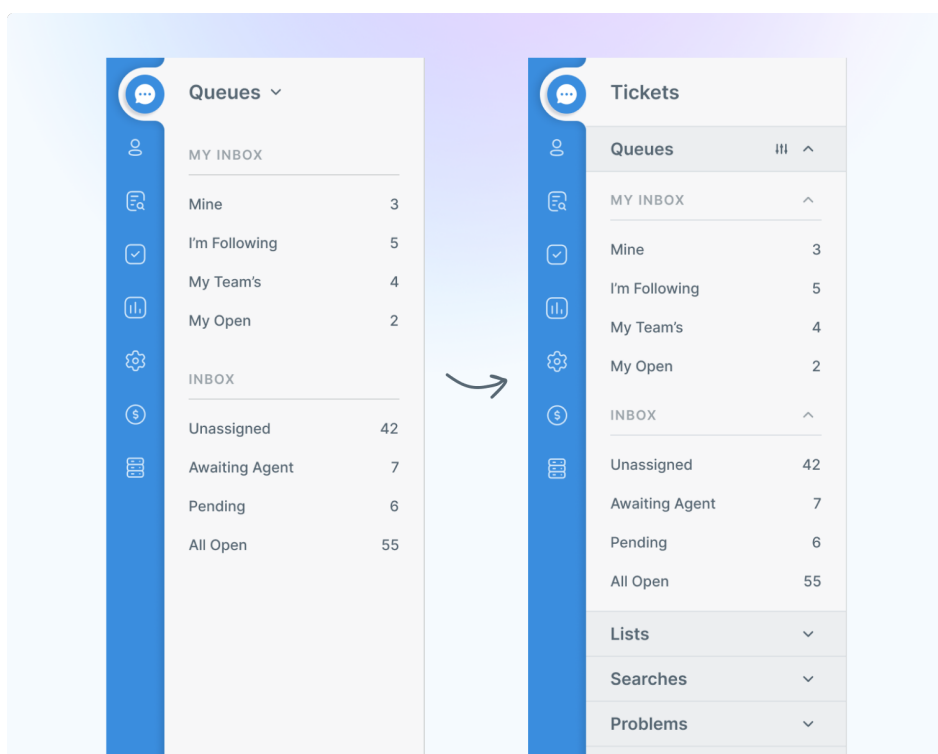 Queues
MY INBOX
Mine 3
I'm Following 5
My Team's 4
My Open 2
INBOX
Unassigned 42
Awaiting Agent 7
Pending 6
All Open 55
Tickets
Queues
MY INBOX
Mine 3
I'm Following 5
My Team's 4
My Open 2
INBOX
Unassigned 42
Awaiting Agent 7
Pending 6
All Open 55
Lists
Searches
Problems